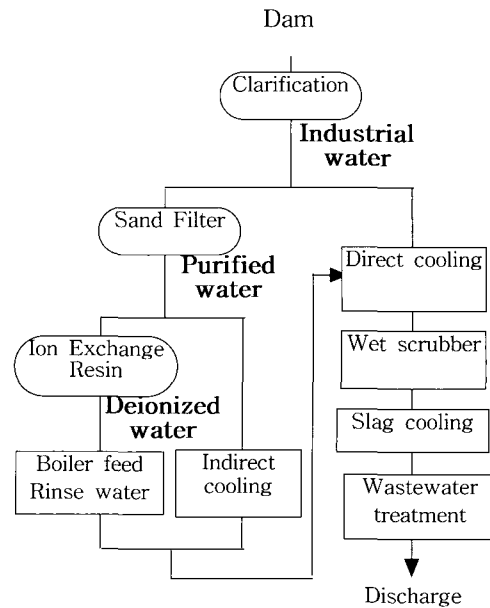 Dam
Clarification
Industrial
water
Sand Filter
Purified
water
Direct cooling
Ion Exchange
Resin
Wet scrubber
Deionized
water
Slag cooling
Boiler feed
Rinse water
Indirect
cooling
Wastewater
treatment
Discharge